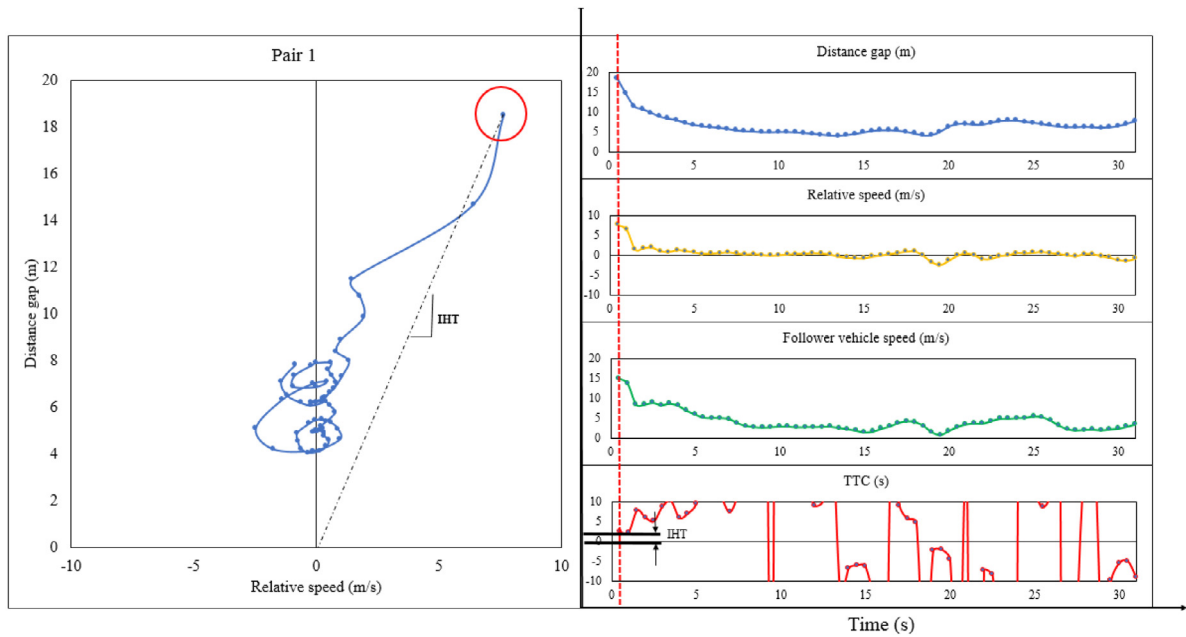 Pair 1
20
18
16
14
12
10
8
6
4
2
0
-10 -5 0 5 10
Distance gap (m)
Relative speed (m/s)
IHT
Distance gap (m)
20
15
10
5
0
0 5 10 15 20 25 30
Relative speed (m/s)
10
5
0
-5
-10
0 5 10 15 20 25 30
Follower vehicle speed (m/s)
20
15
10
5
0
0 5 10 15 20 25 30
TTC (s)
10
5
0
-5
-10
IHT
0 5 10 15 20 25 30
Time (s)